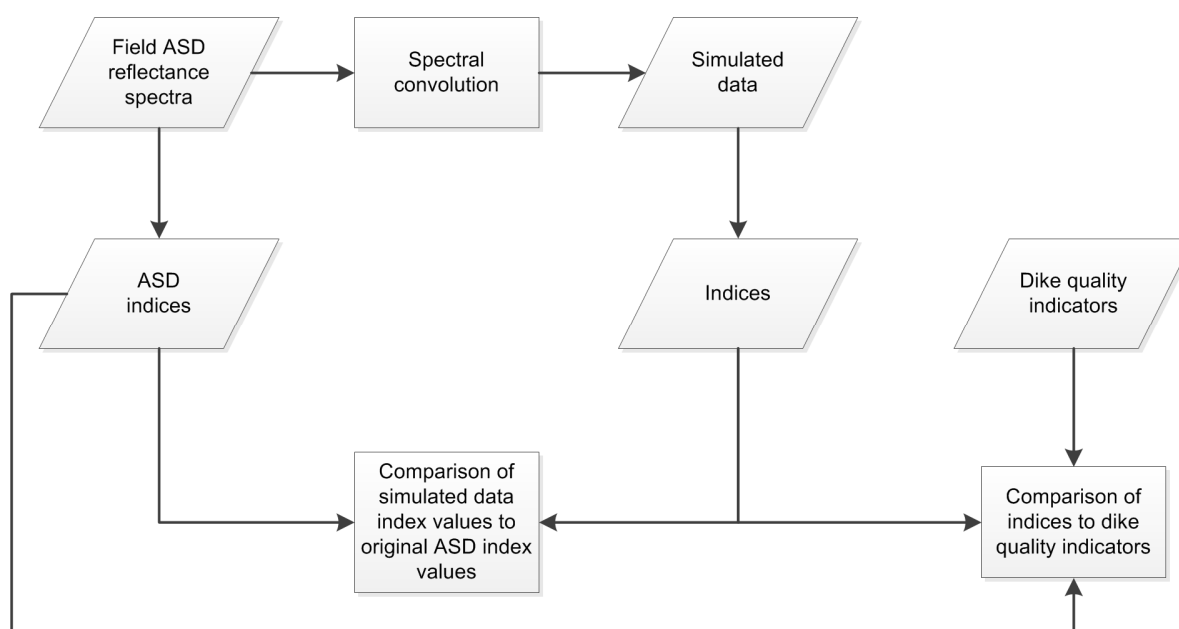 Field ASD
reflectance
spectra
Spectral
convolution
Simulated
data
ASD
indices
Indices
Dike quality
indicators
Comparison of
simulated data
index values to
original ASD index
values
Comparison of
indices to dike
quality indicators